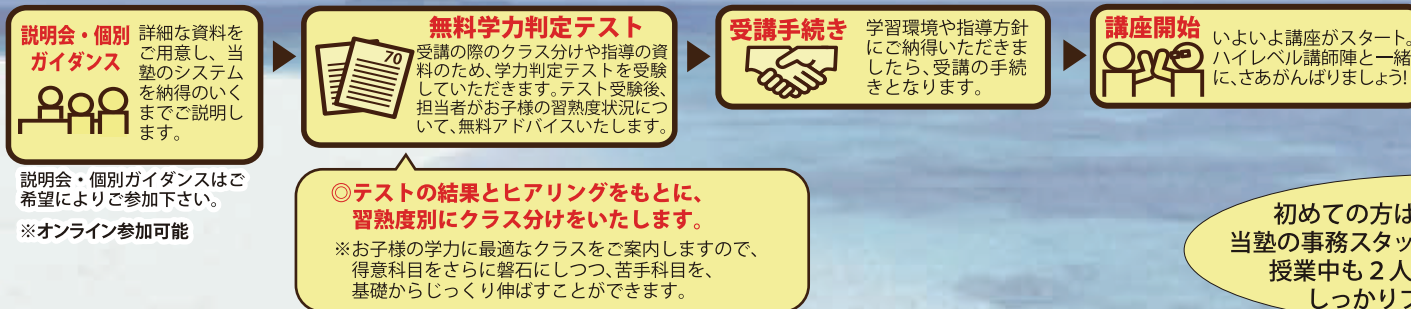 説明会・個別
ガイダンス
詳細な資料を
ご用意し、当
塾のシステム
を納得のいく
までご説明し
ます。
説明会・個別ガイダンスはご
希望によりご参加下さい。
※オンライン参加可能
無料学力判定テスト
70
受講の際のクラス分けや指導の資
料のため、学力判定テストを受験
していただきます。テスト受験後、
担当者がお子様の習熟度状況につ
いて、無料アドバイスいたします。
◎テストの結果とヒアリングをもとに、
習熟度別にクラス分けをいたします。
※お子様の学力に最適なクラスをご案内しますので、
得意科目をさらに磐石にしつつ、苦手科目を、
基礎からじっくり伸ばすことができます。
受講手続き
学習環境や指導方針
にご納得いただきま
したら、受講の手続
きとなります。
講座開始
いよいよ講座がスタート。
ハイレベル講師陣と一緒
に、さあがんばりましょう!
初めての方は
当塾の事務スタッ
授業中も２人
しっかりフ